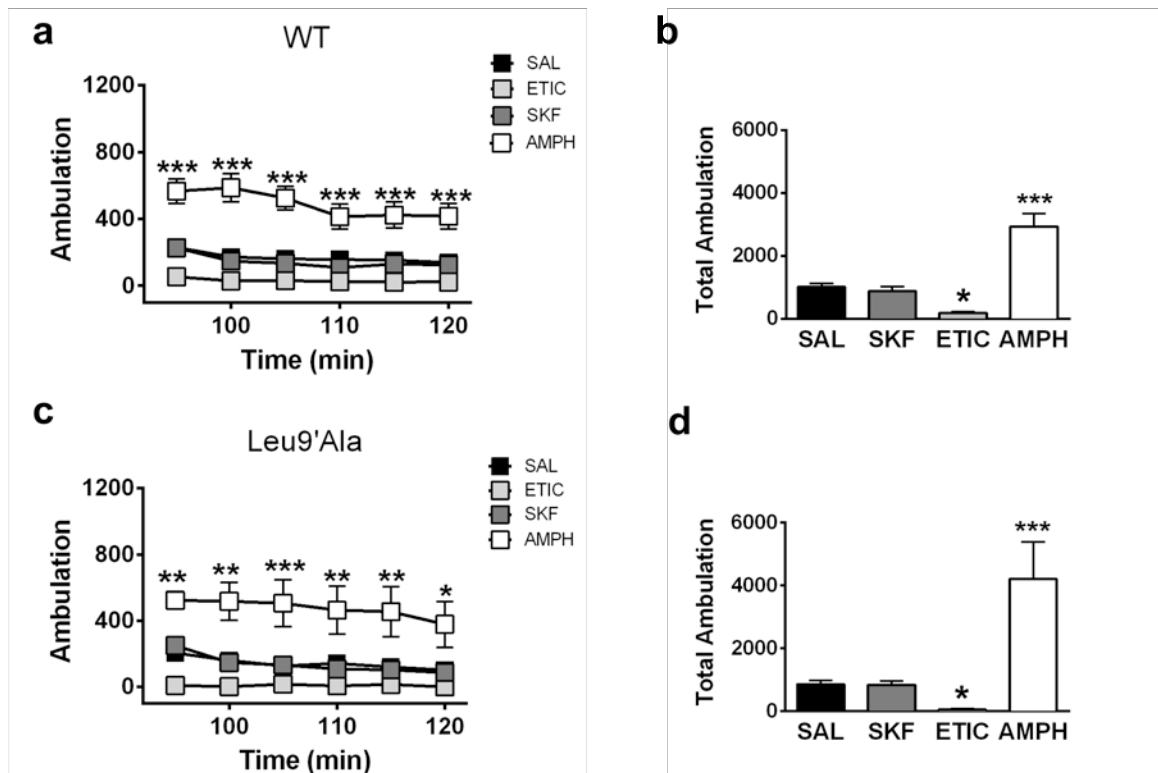 a
WT
SAL
ETIC
SKF
AMPH
1200
800
400
0
Ambulation
*** *** *** *** *** ***
100 110 120
Time (min)
b
6000
4000
2000
0
Total Ambulation
*
***
SAL SKF ETIC AMPH
c
Leu9'Ala
SAL
ETIC
SKF
AMPH
1200
800
400
0
Ambulation
** ** *** ** ** *
100 110 120
Time (min)
d
6000
4000
2000
0
Total Ambulation
*
***
SAL SKF ETIC AMPH